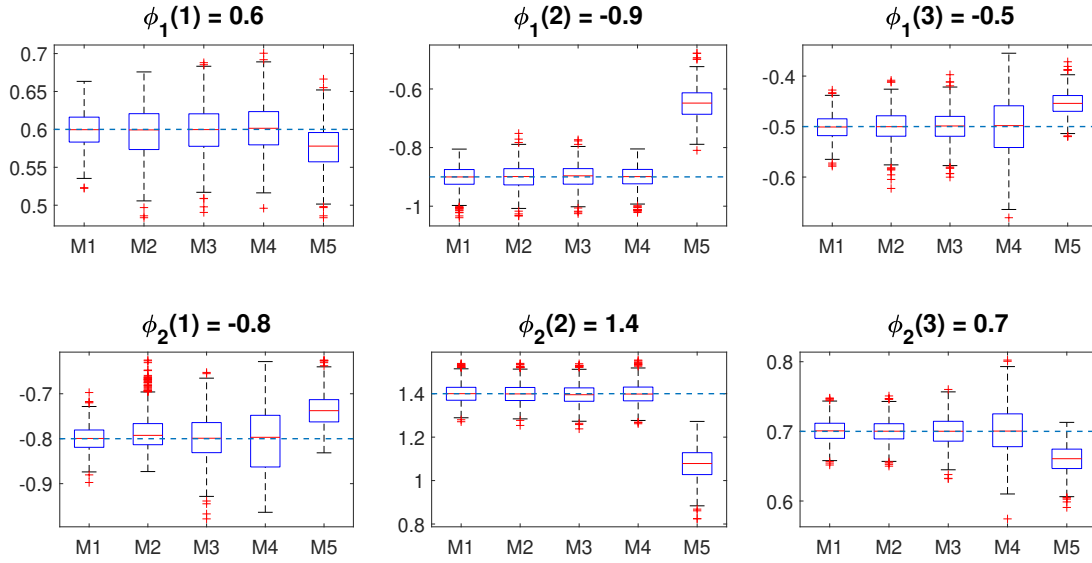 ϕ₁(1) = 0.6
0.7
0.65
0.6
0.55
0.5
M1 M2 M3 M4 M5
ϕ₁(2) = -0.9
-0.6
-0.8
-1
M1 M2 M3 M4 M5
ϕ₁(3) = -0.5
-0.4
-0.5
-0.6
M1 M2 M3 M4 M5
ϕ₂(1) = -0.8
-0.7
-0.8
-0.9
M1 M2 M3 M4 M5
ϕ₂(2) = 1.4
1.4
1.2
1
0.8
M1 M2 M3 M4 M5
ϕ₂(3) = 0.7
0.8
0.7
0.6
M1 M2 M3 M4 M5